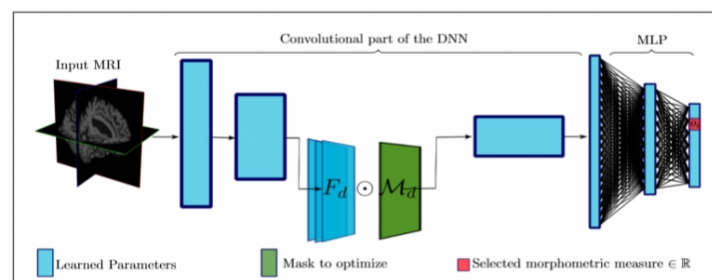 Convolutional part of the DNN
MLP
Input MRI
F_d ⊙ M_d
Learned Parameters
Mask to optimize
Selected morphometric measure ∈ ℝ